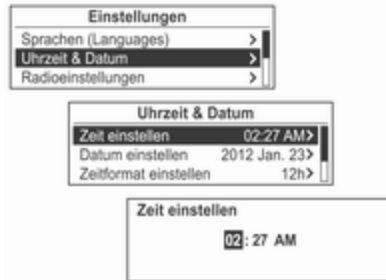 Einstellungen
Sprachen (Languages) >
Uhrzeit & Datum >
Radioeinstellungen >
Uhrzeit & Datum
Zeit einstellen 02:27 AM>
Datum einstellen 2012 Jan. 23>
Zeitformat einstellen 12h>
Zeit einstellen
02 : 27 AM